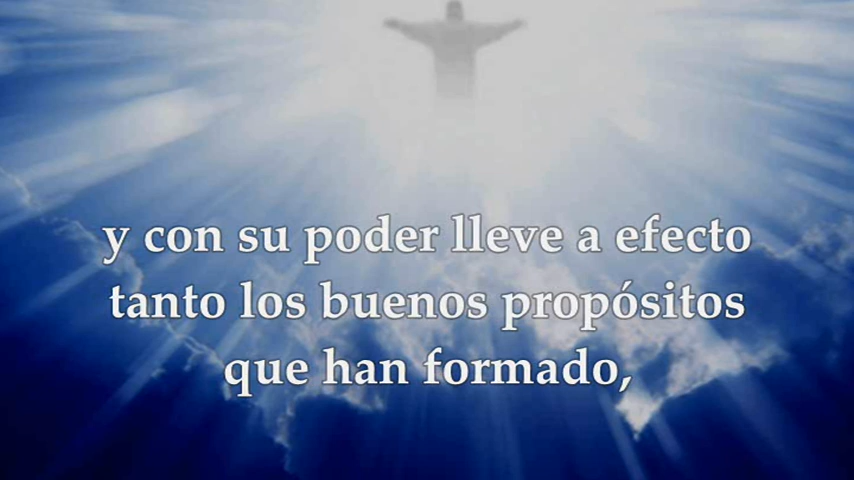 y con su poder lleve a efecto
tanto los buenos propósitos
que han formado,